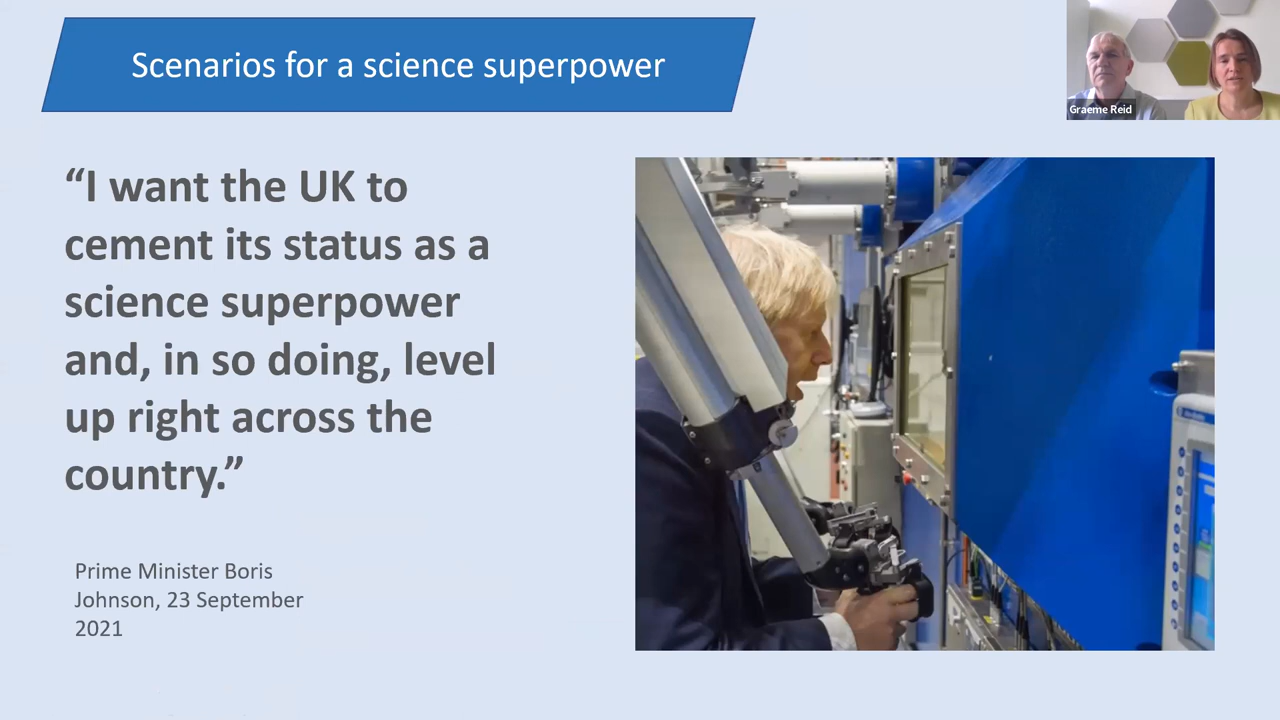 Scenarios for a science superpower
Graeme Reid
“I want the UK to
cement its status as a
science superpower
and, in so doing, level
up right across the
country.”
Prime Minister Boris
Johnson, 23 September
2021